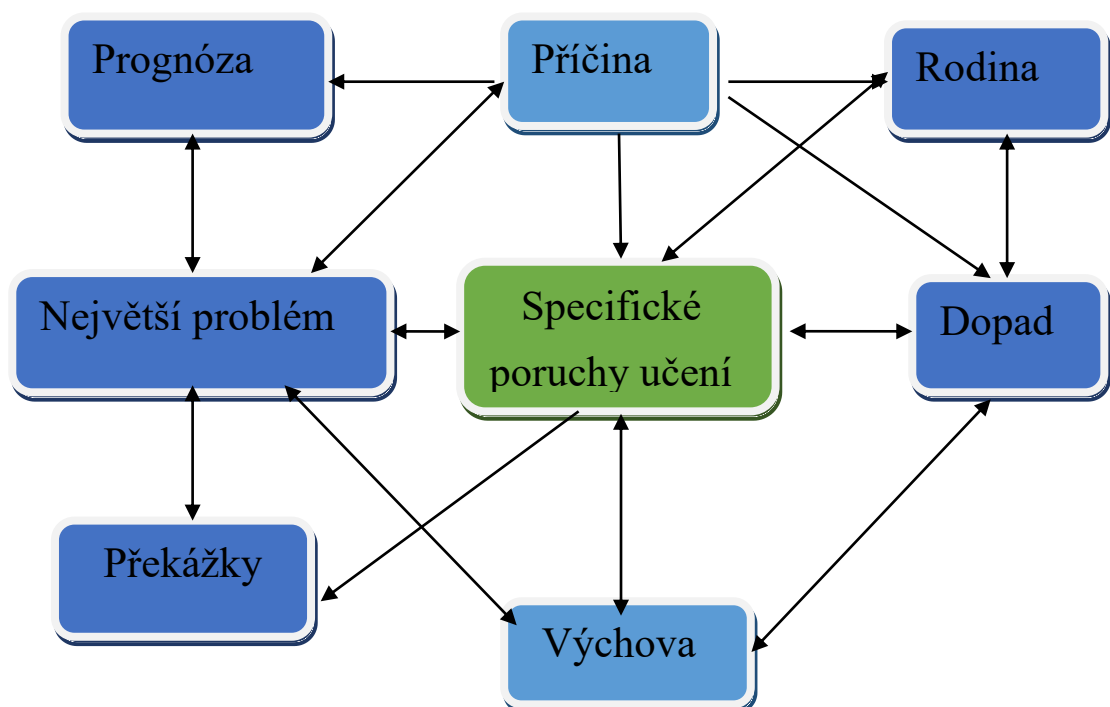 Prognóza
Příčina
Rodina
Největší problém
Specifické
poruchy učení
Dopad
Překážky
Výchova